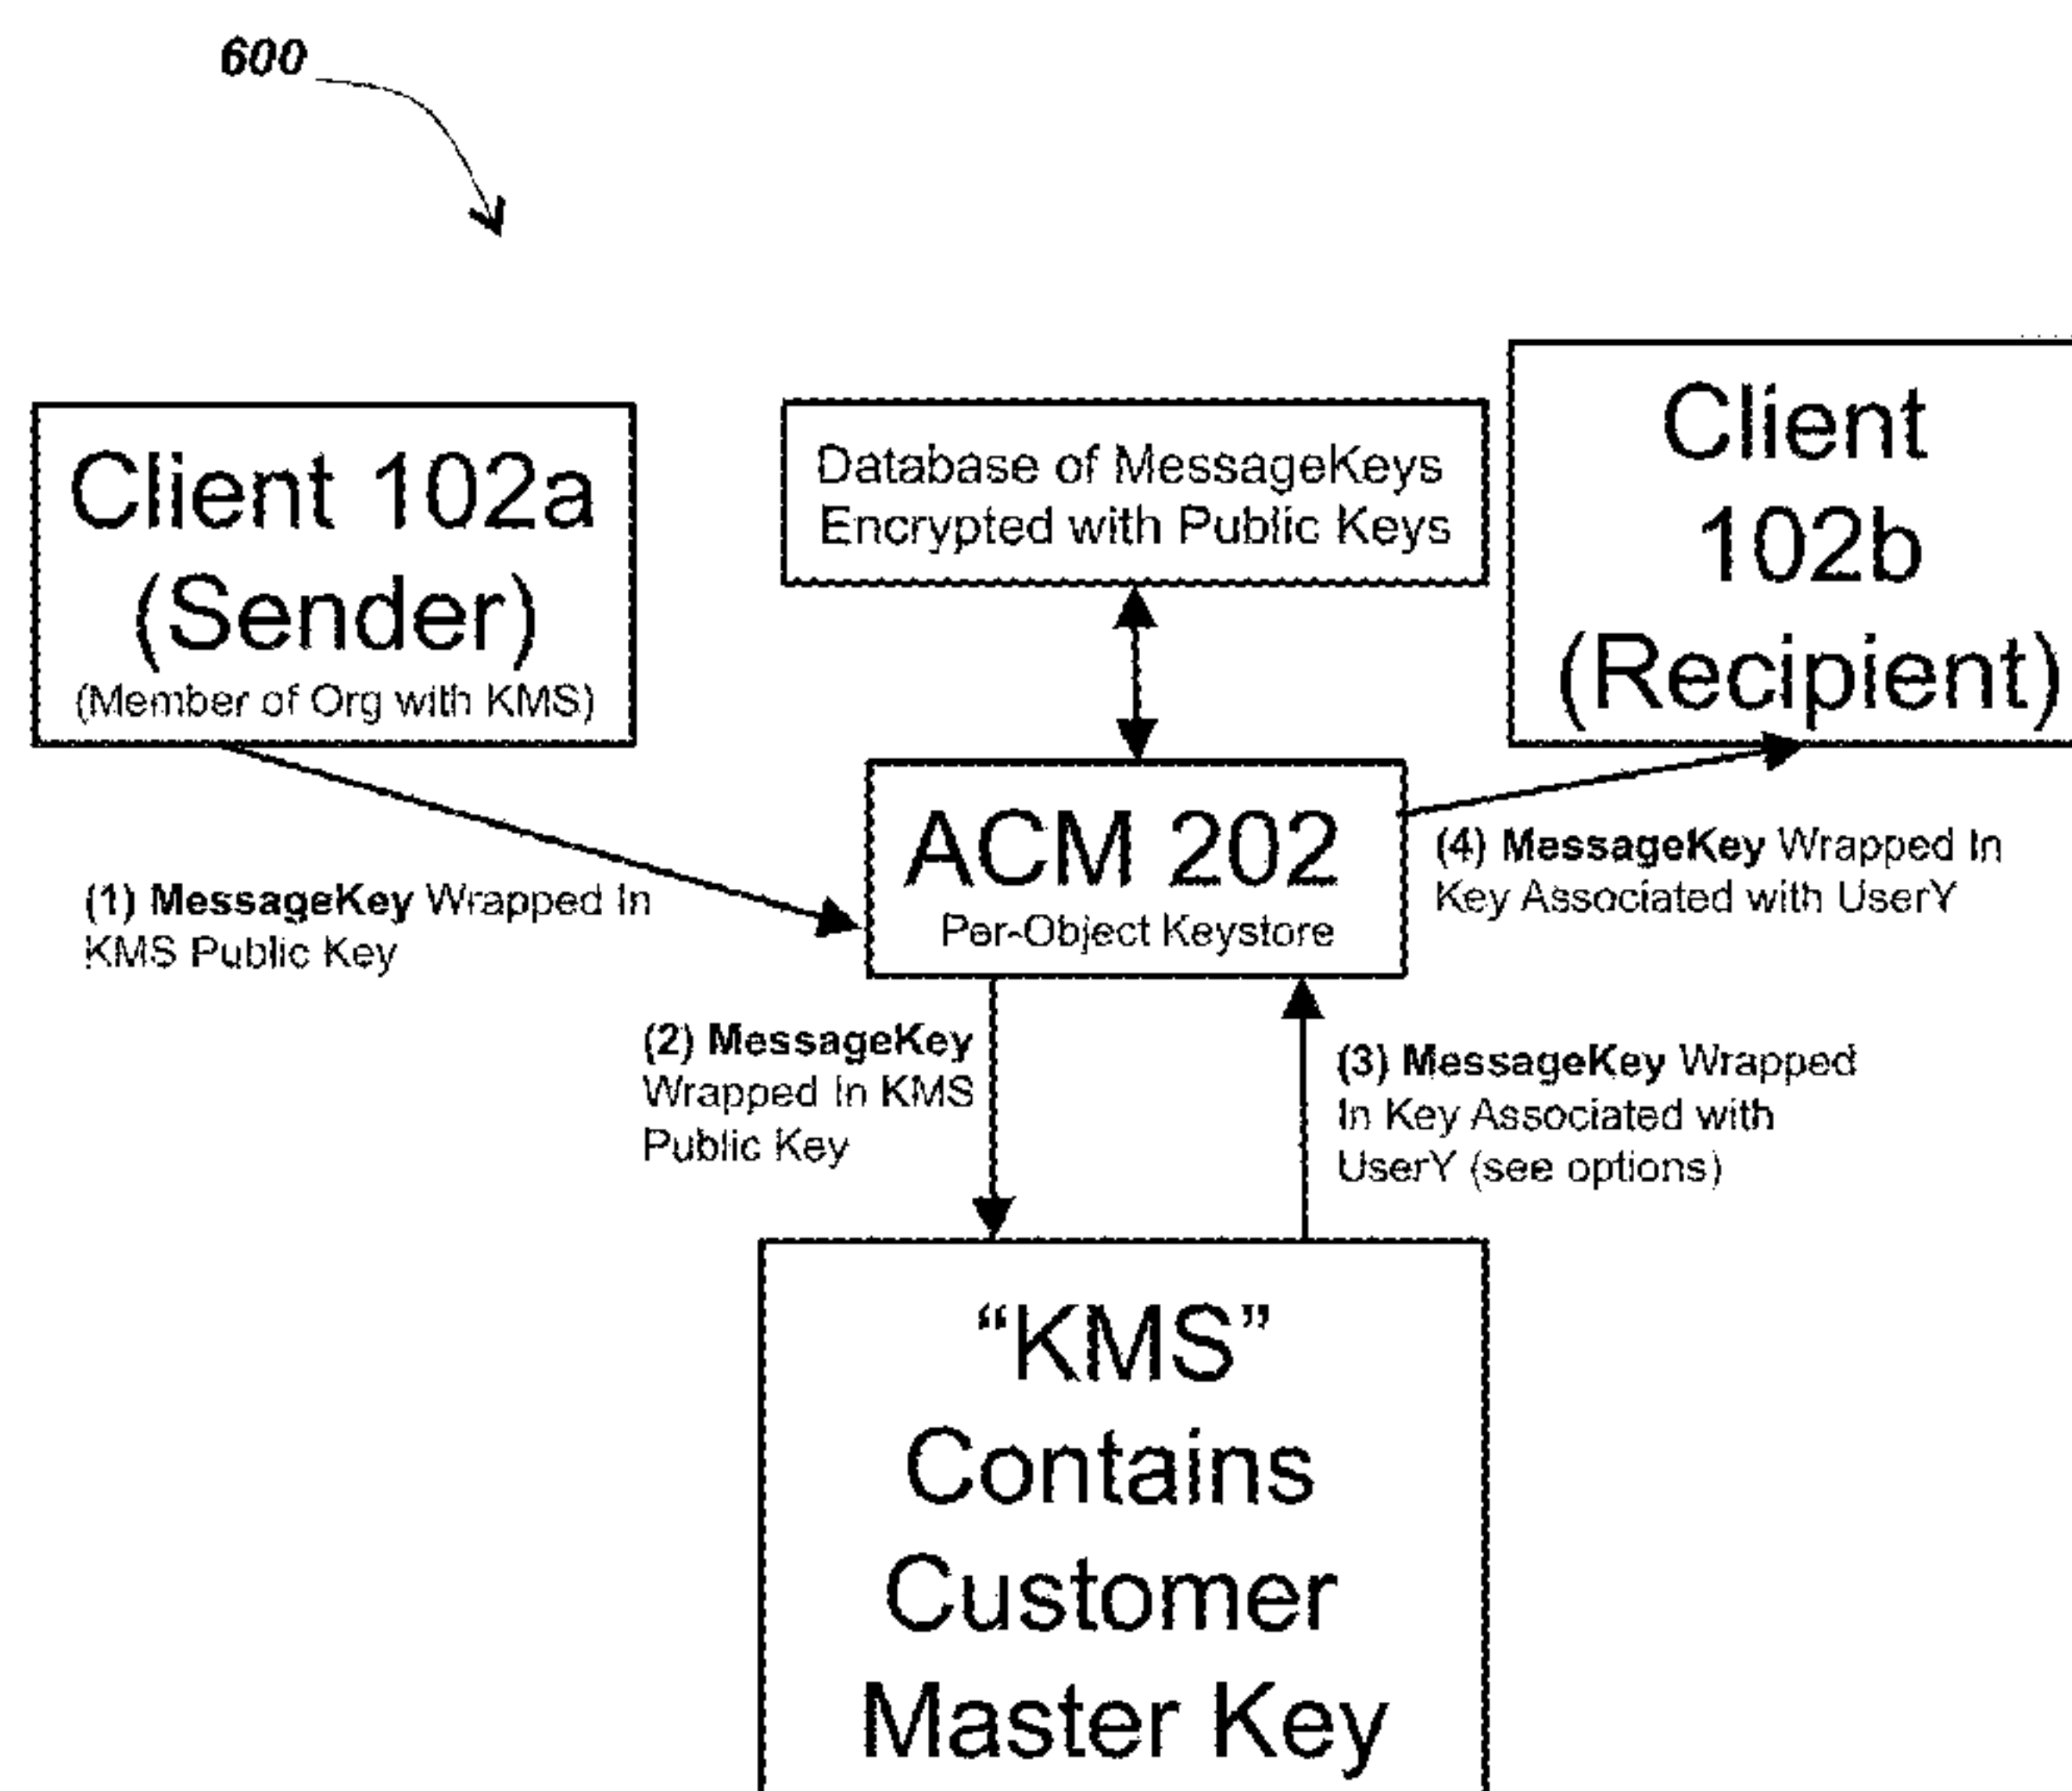 600
Client 102a
(Sender)
(Member of Org with KMS)
Database of MessageKeys
Encrypted with Public Keys
Client
102b
(Recipient)
ACM 202
Per-Object Keystore
(1) MessageKey Wrapped In
KMS Public Key
(4) MessageKey Wrapped In
Key Associated with UserY
(2) MessageKey
Wrapped In KMS
Public Key
(3) MessageKey Wrapped
In Key Associated with
UserY (see options)
“KMS”
Contains
Customer
Master Key